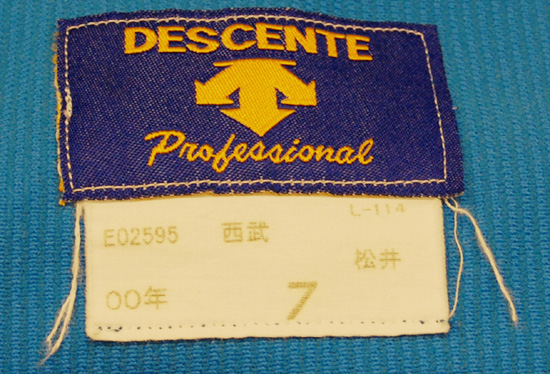 DESCENTE
Professional
L-114
E02595 西武
松井
00年 7